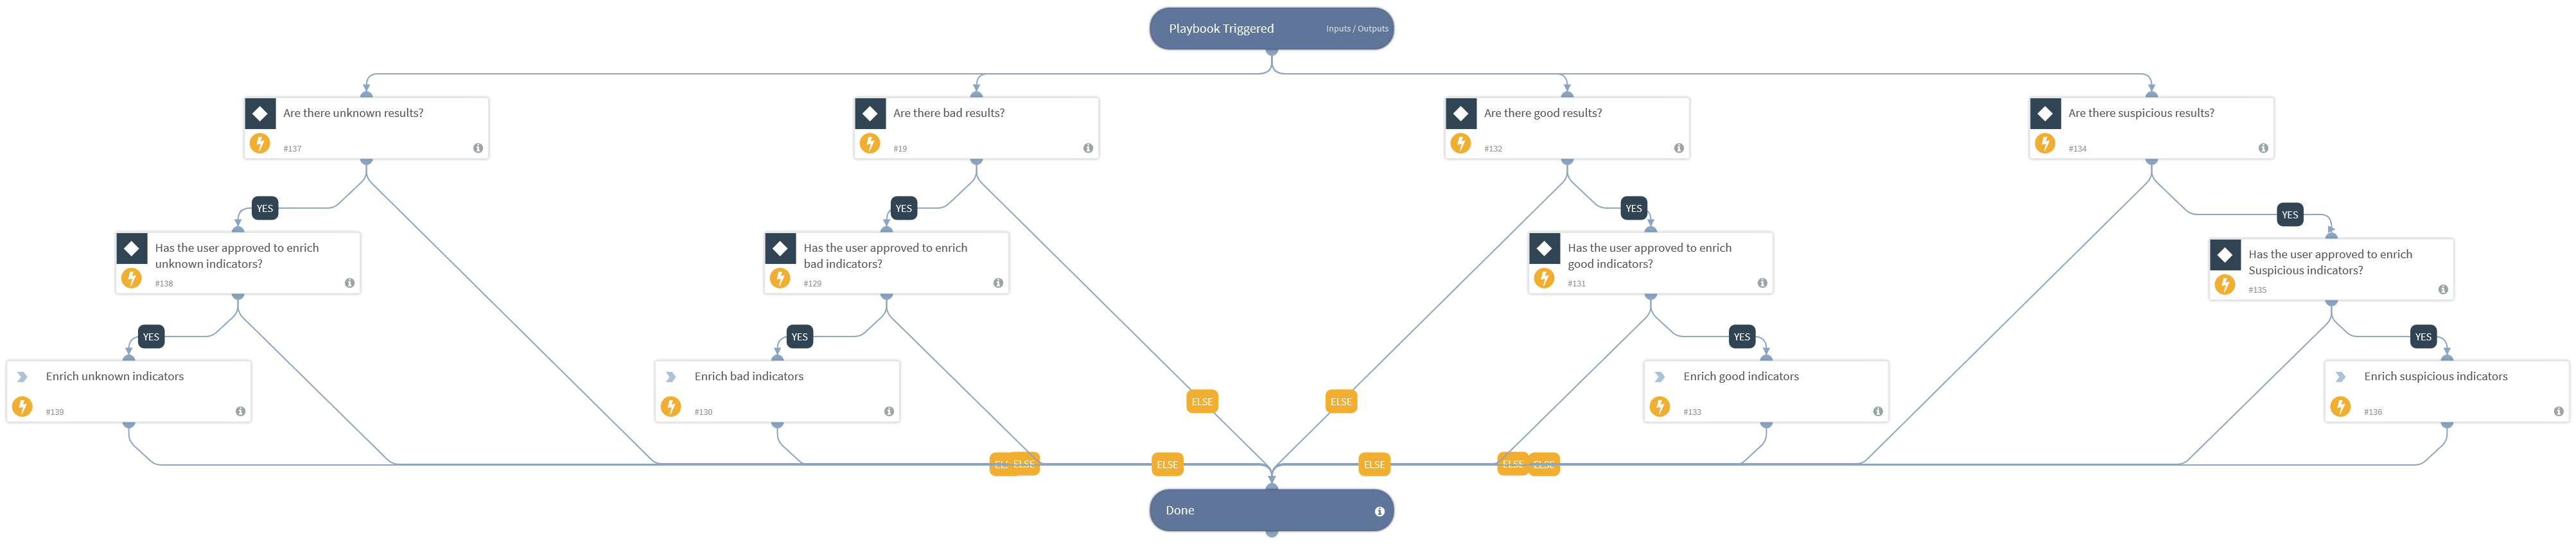 Playbook Triggered
Inputs / Outputs
Are there unknown results?
#137
Are there bad results?
#19
Are there good results?
#132
Are there suspicious results?
#134
YES
YES
YES
YES
Has the user approved to enrich
unknown indicators?
#138
Has the user approved to enrich
bad indicators?
#129
Has the user approved to enrich
good indicators?
#131
Has the user approved to enrich
Suspicious indicators?
#135
YES
YES
YES
YES
Enrich unknown indicators
#139
Enrich bad indicators
#130
Enrich good indicators
#133
Enrich suspicious indicators
#136
ELSE
ELSE
ELSE
ELSE
ELSE
ELSE
ELSE
Done